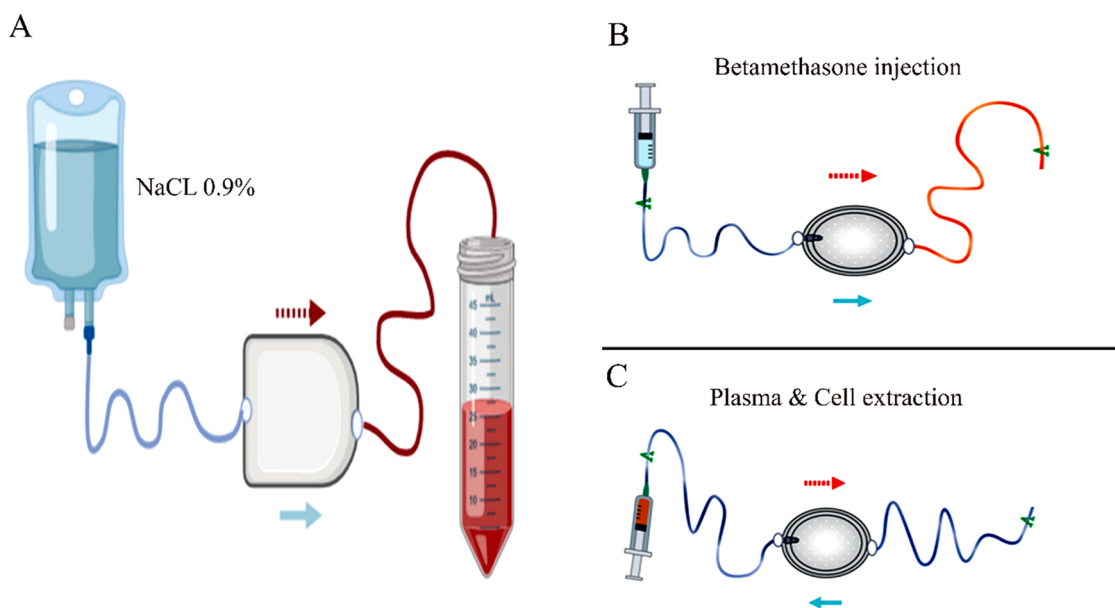 A
NaCL 0.9%
mL
45
40
35
30
25
20
15
10
B
Betamethasone injection
C
Plasma & Cell extraction